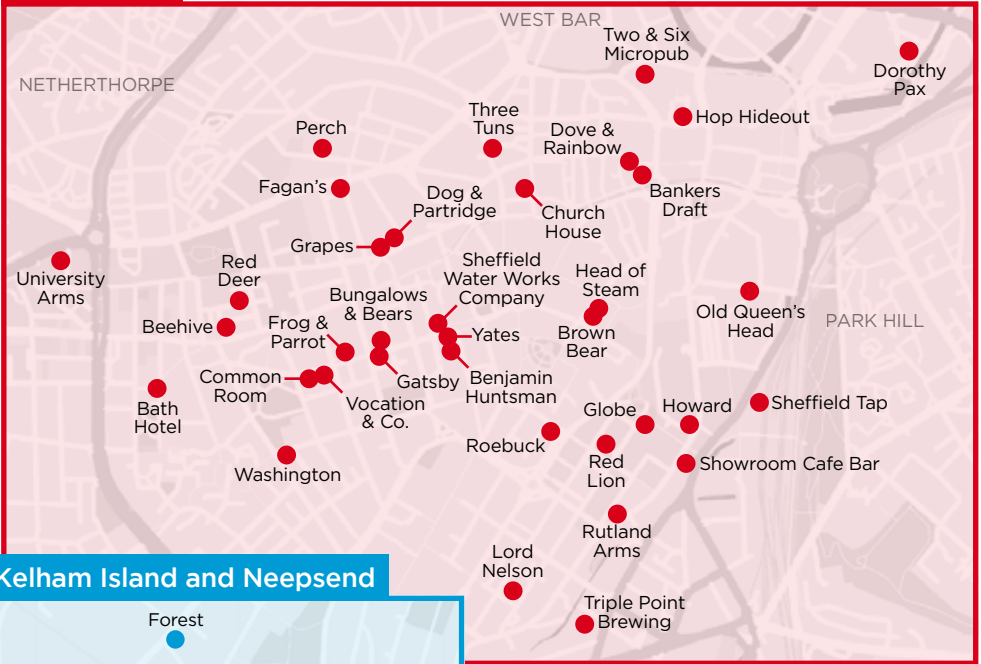 WEST BAR
Two & Six
Micropub
Dorothy
Pax
NETHERTHORPE
Hop Hideout
Three
Tuns
Perch
Dove &
Rainbow
Fagan's
Bankers
Draft
Dog &
Partridge
Church
House
Grapes
University
Arms
Red
Deer
Sheffield
Water Works
Company
Head of
Steam
Bungalows
& Bears
Old Queen's
Head
PARK HILL
Beehive
Frog &
Parrot
Yates
Brown
Bear
Common
Room
Gatsby
Benjamin
Huntsman
Bath
Hotel
Vocation
& Co.
Globe
Howard
Sheffield Tap
Roebuck
Red
Lion
Showroom Cafe Bar
Washington
Rutland
Arms
Lord
Nelson
Kelham Island and Neepsend
Triple Point
Brewing
Forest